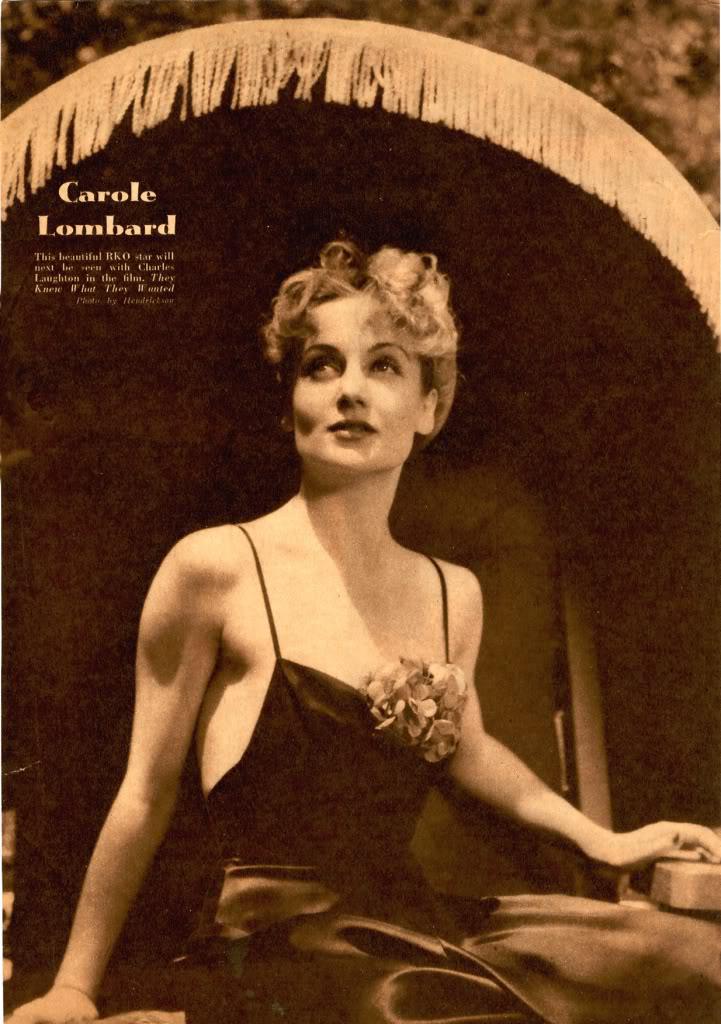 Carole
Lombard
This beautiful RKO star will
next be seen with Charles
Laughton in the film, They
Knew What They Wanted
Photo by Hendrickson